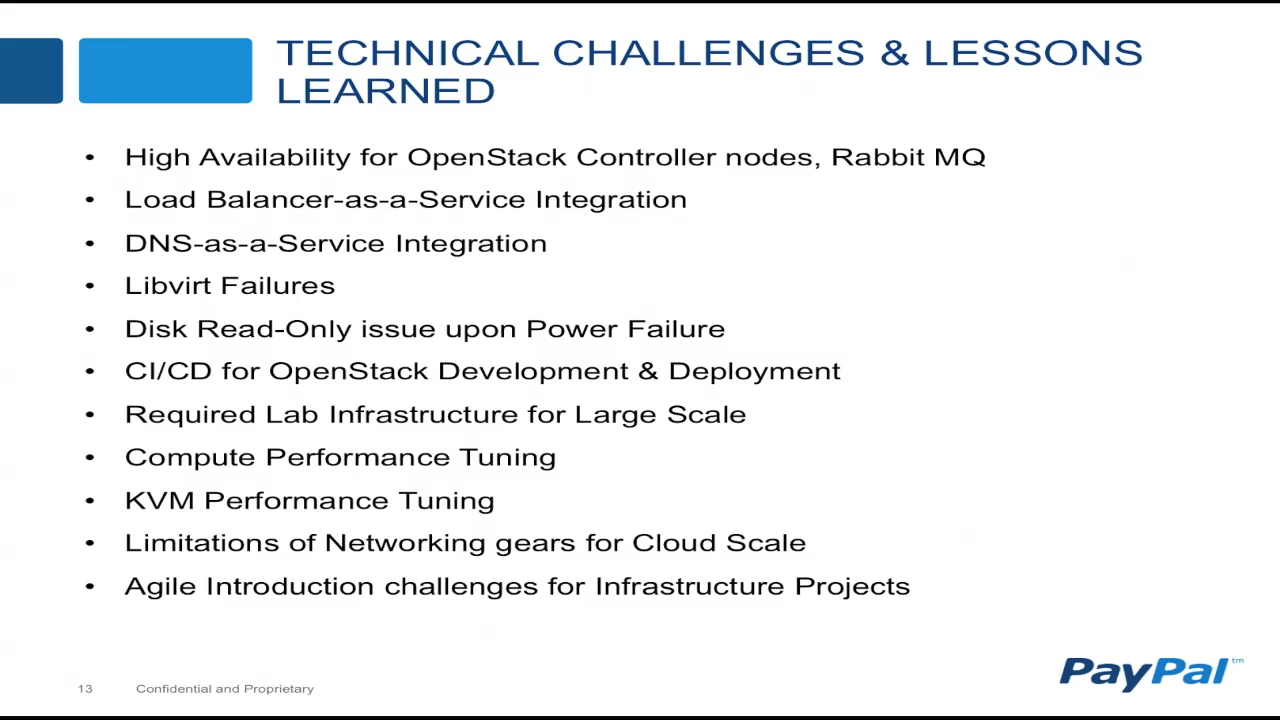 TECHNICAL CHALLENGES & LESSONS
LEARNED
• High Availability for OpenStack Controller nodes, Rabbit MQ
• Load Balancer-as-a-Service Integration
• DNS-as-a-Service Integration
• Libvirt Failures
• Disk Read-Only issue upon Power Failure
• CI/CD for OpenStack Development & Deployment
• Required Lab Infrastructure for Large Scale
• Compute Performance Tuning
• KVM Performance Tuning
• Limitations of Networking gears for Cloud Scale
• Agile Introduction challenges for Infrastructure Projects
PayPal™
13 Confidential and Proprietary